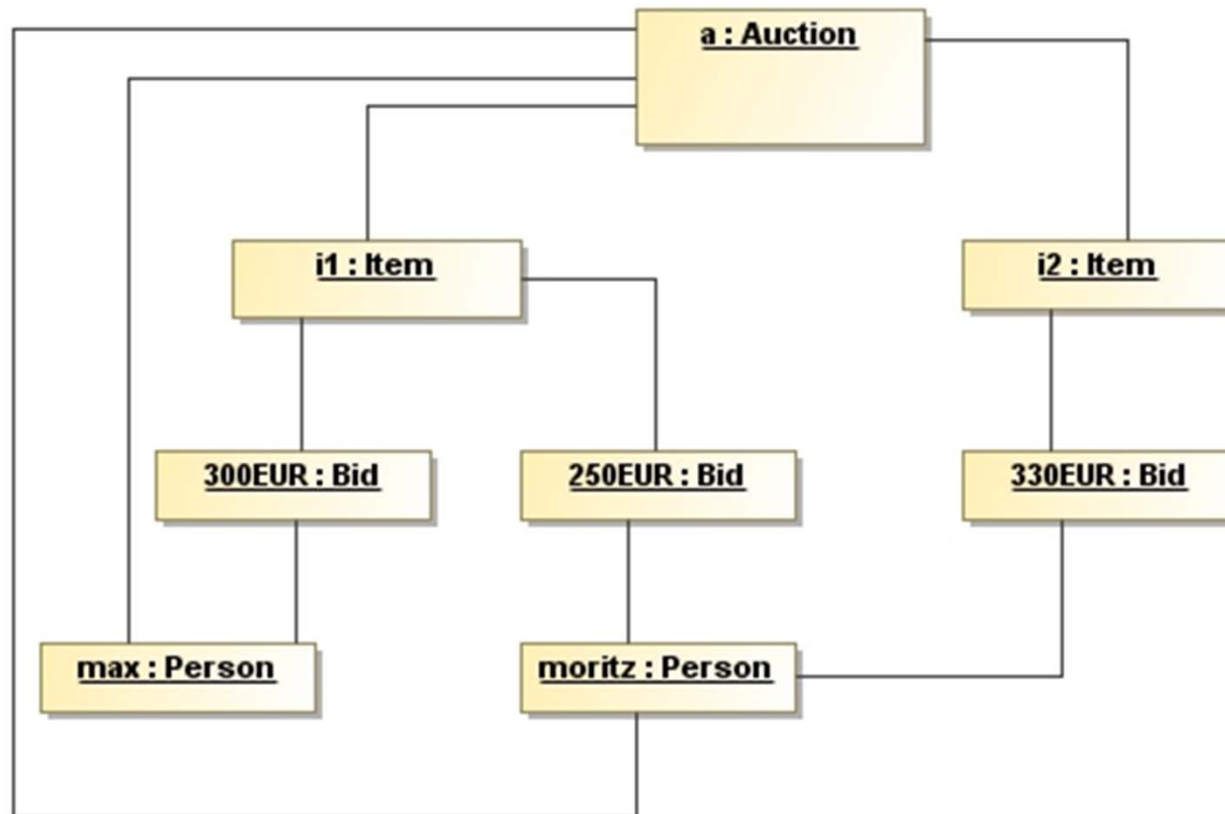 a : Auction
i1 : Item
i2 : Item
300EUR : Bid
250EUR : Bid
330EUR : Bid
max : Person
moritz : Person